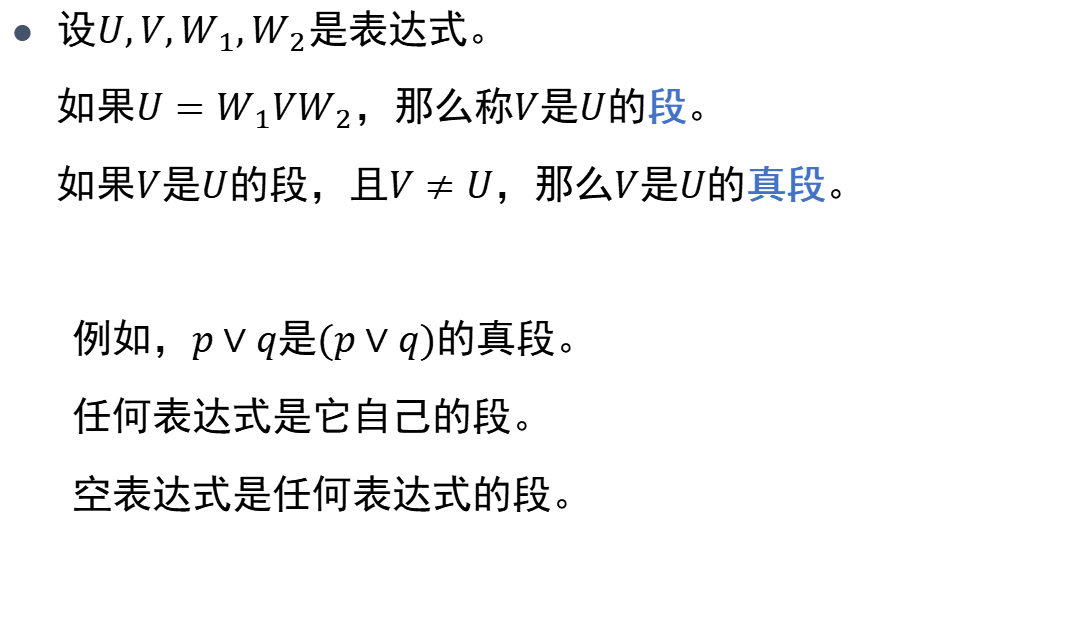 • 设U,V,W₁,W₂是表达式。
如果U = W₁VW₂，那么称V是U的段。
如果V是U的段，且V ≠ U，那么V是U的真段。
例如，p ∨ q是(p ∨ q)的真段。
任何表达式是它自己的段。
空表达式是任何表达式的段。